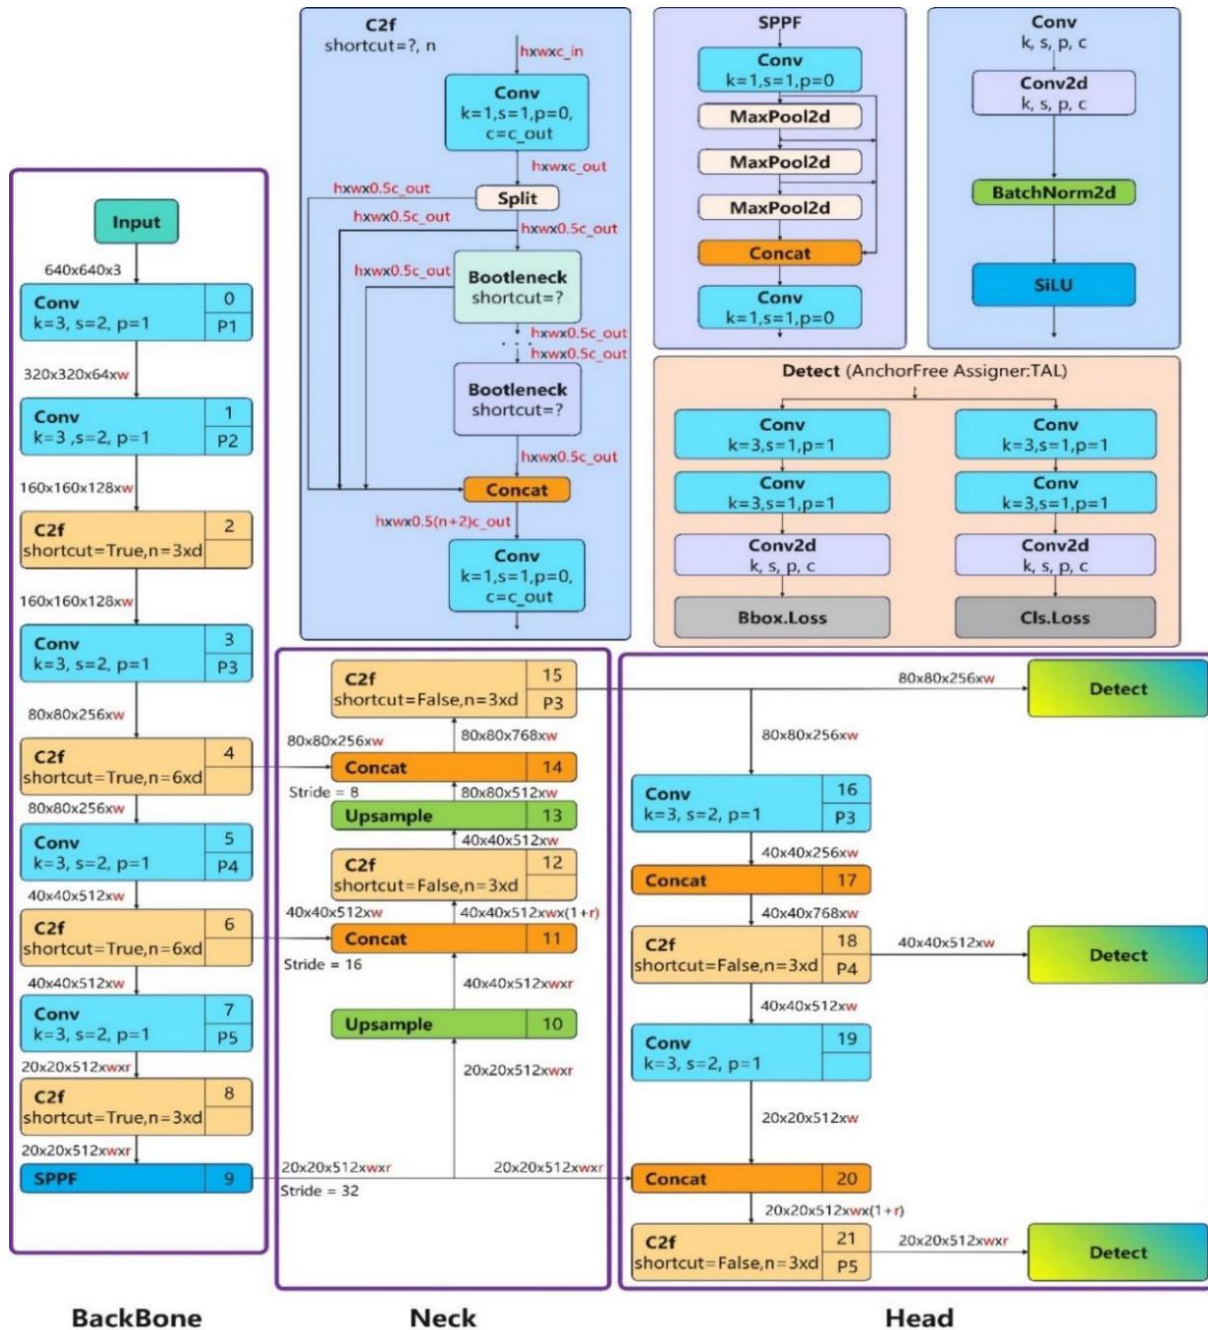 C2f
shortcut=?, n
hxwxc_in
Conv
k=1,s=1,p=0,
c=c_out
hxwxc_out
hxwx0.5c_out
Split
hxwx0.5c_out
hxwx0.5c_out
hxwx0.5c_out
Bootleneck
shortcut=?
hxwx0.5c_out
. . .
hxwx0.5c_out
Bootleneck
shortcut=?
hxwx0.5c_out
Concat
hxwx0.5(n+2)c_out
Conv
k=1,s=1,p=0,
c=c_out
SPPF
Conv
k=1,s=1,p=0
MaxPool2d
MaxPool2d
MaxPool2d
Concat
Conv
k=1,s=1,p=0
Conv
k, s, p, c
Conv2d
k, s, p, c
BatchNorm2d
SiLU
Detect (AnchorFree Assigner:TAL)
Conv
k=3,s=1,p=1
Conv
k=3,s=1,p=1
Conv2d
k, s, p, c
Bbox.Loss
Conv
k=3,s=1,p=1
Conv
k=3,s=1,p=1
Conv2d
k, s, p, c
Cls.Loss
Input
640x640x3
Conv 0
k=3, s=2, p=1 P1
320x320x64xw
Conv 1
k=3 ,s=2, p=1 P2
160x160x128xw
C2f 2
shortcut=True,n=3xd
160x160x128xw
Conv 3
k=3, s=2, p=1 P3
80x80x256xw
C2f 4
shortcut=True,n=6xd
80x80x256xw
Conv 5
k=3, s=2, p=1 P4
40x40x512xw
C2f 6
shortcut=True,n=6xd
40x40x512xw
Conv 7
k=3, s=2, p=1 P5
20x20x512xwxr
C2f 8
shortcut=True,n=3xd
20x20x512xwxr
SPPF 9
BackBone
C2f 15
shortcut=False,n=3xd P3
80x80x256xw 80x80x768xw
Concat 14
Stride = 8 80x80x512xw
Upsample 13
40x40x512xw
C2f 12
shortcut=False,n=3xd
40x40x512xw 40x40x512xwx(1+r)
Concat 11
Stride = 16
40x40x512xwxr
Upsample 10
20x20x512xwxr
20x20x512xwxr 20x20x512xwxr
Stride = 32
Neck
80x80x256xw
Detect
80x80x256xw
Conv 16
k=3, s=2, p=1 P3
40x40x256xw
Concat 17
40x40x768xw
C2f 18
shortcut=False,n=3xd P4
40x40x512xw
Detect
40x40x512xw
Conv 19
k=3, s=2, p=1
20x20x512xw
Concat 20
20x20x512xwx(1+r)
C2f 21
shortcut=False,n=3xd P5
20x20x512xwxr
Detect
Head